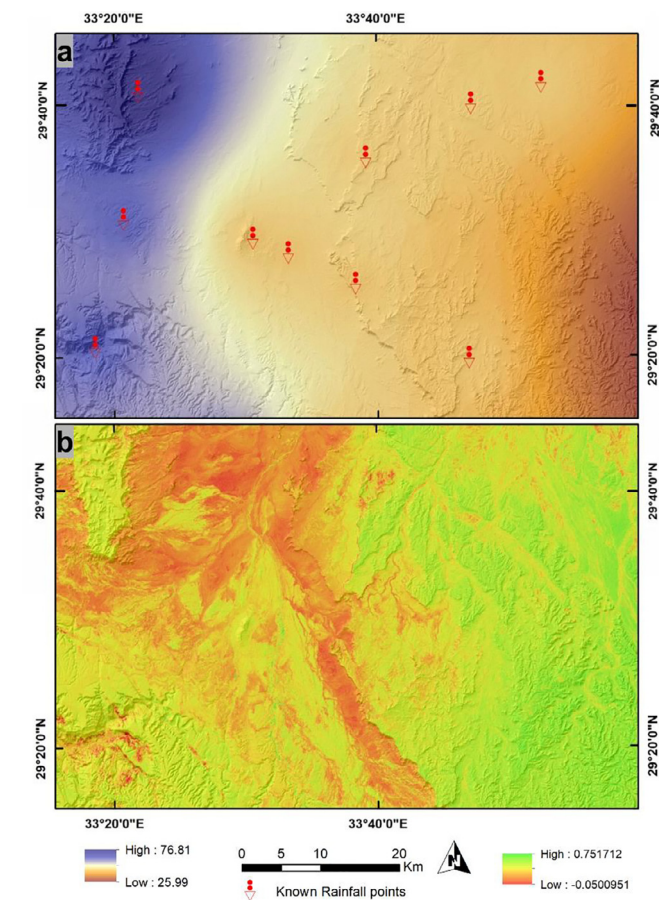 33°20'0"E 33°40'0"E
a
29°40'0"N 29°40'0"N
29°20'0"N 29°20'0"N
b
29°40'0"N 29°40'0"N
29°20'0"N 29°20'0"N
33°20'0"E 33°40'0"E
High : 76.81
Low : 25.99
0 5 10 20
Km
Known Rainfall points
N
High : 0.751712
Low : -0.0500951